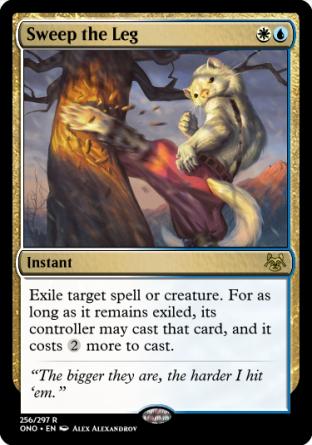 Sweep the Leg
Instant
Exile target spell or creature. For as
long as it remains exiled, its
controller may cast that card, and it
costs 2 more to cast.
“The bigger they are, the harder I hit
’em.”
256/297 R
ONO • EN Alex Alexandrov